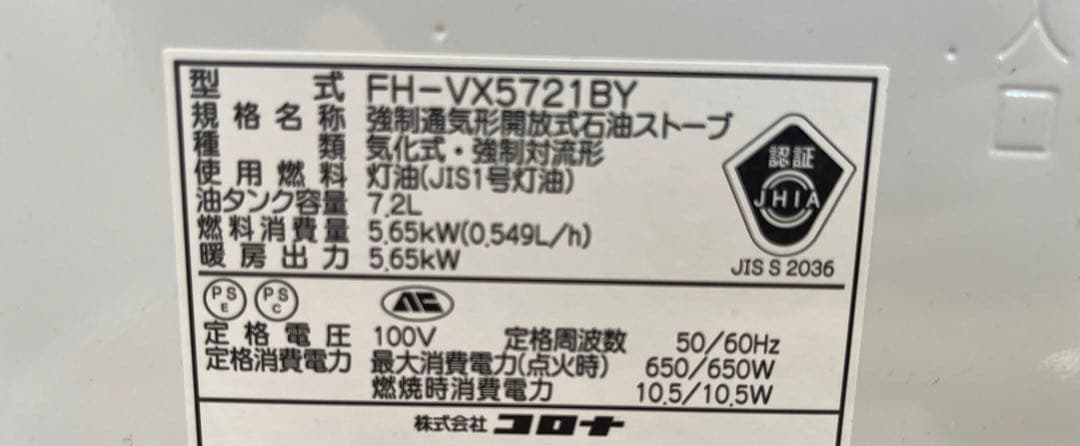 型式 FH-VX5721BY
規格名称 強制通気形開放式石油ストーブ
種類 気化式・強制対流形
使用燃料 灯油(JIS1号灯油)
油タンク容量 7.2L
燃料消費量 5.65kW(0.549L/h)
暖房出力 5.65kW
認証
JHIA
JIS S 2036
PS E PS C
定格電圧 100V 定格周波数 50/60Hz
定格消費電力 最大消費電力(点火時) 650/650W
燃焼時消費電力 10.5/10.5W
株式会社 コロナ